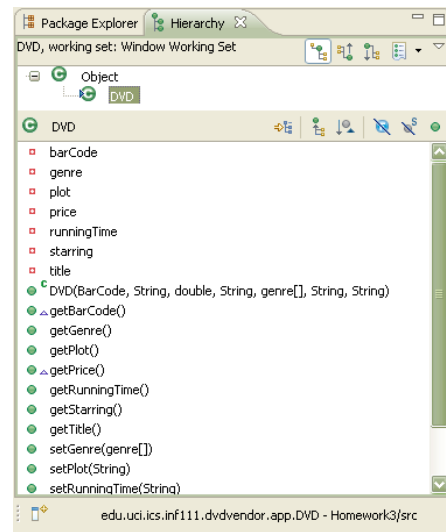 Package Explorer Hierarchy
DVD, working set: Window Working Set
Object
DVD
DVD
barCode
genre
plot
price
runningTime
starring
title
DVD(BarCode, String, double, String, genre[], String, String)
getBarCode()
getGenre()
getPlot()
getPrice()
getRunningTime()
getStarring()
getTitle()
setGenre(genre[])
setPlot(String)
setRunningTime(String)
edu.uci.ics.inf111.dvdvendor.app.DVD - Homework3/src